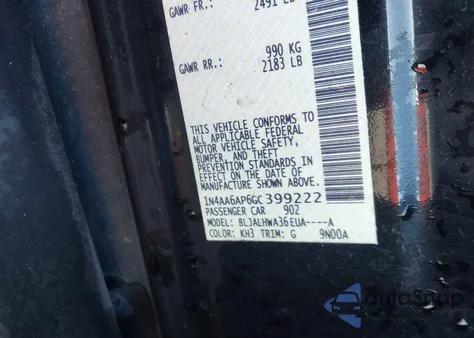 GAWR FR.: 2491 LB
990 KG
GAWR RR.: 2183 LB
THIS VEHICLE CONFORMS TO
ALL APPLICABLE FEDERAL
MOTOR VEHICLE SAFETY,
BUMPER, AND THEFT
PREVENTION STANDARDS IN
EFFECT ON THE DATE OF
MANUFACTURE SHOWN ABOVE.
1N4AA6AP6GC399222
PASSENGER CAR 902
MODEL: BLJALHWA36EUA----A
COLOR: KH3 TRIM: G 9N00A
AutoSnap